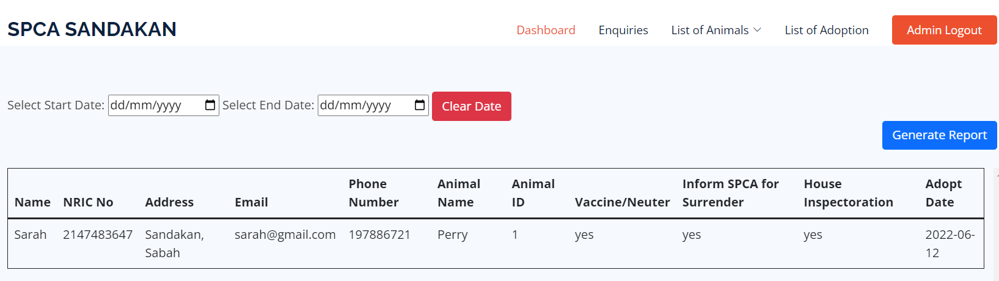 SPCA SANDAKAN
Dashboard Enquiries List of Animals List of Adoption Admin Logout
Select Start Date: dd/mm/yyyy Select End Date: dd/mm/yyyy Clear Date
Generate Report
Phone Animal Animal Inform SPCA for House Adopt
Name NRIC No Address Email Number Name ID Vaccine/Neuter Surrender Inspectoration Date
Sarah 2147483647 Sandakan, sarah@gmail.com 197886721 Perry 1 yes yes yes 2022-06-
Sabah 12